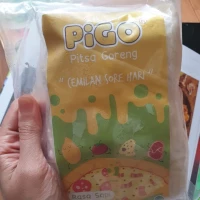 PiGO
Pitsa Goreng
"CEMILAN SORE HARI"